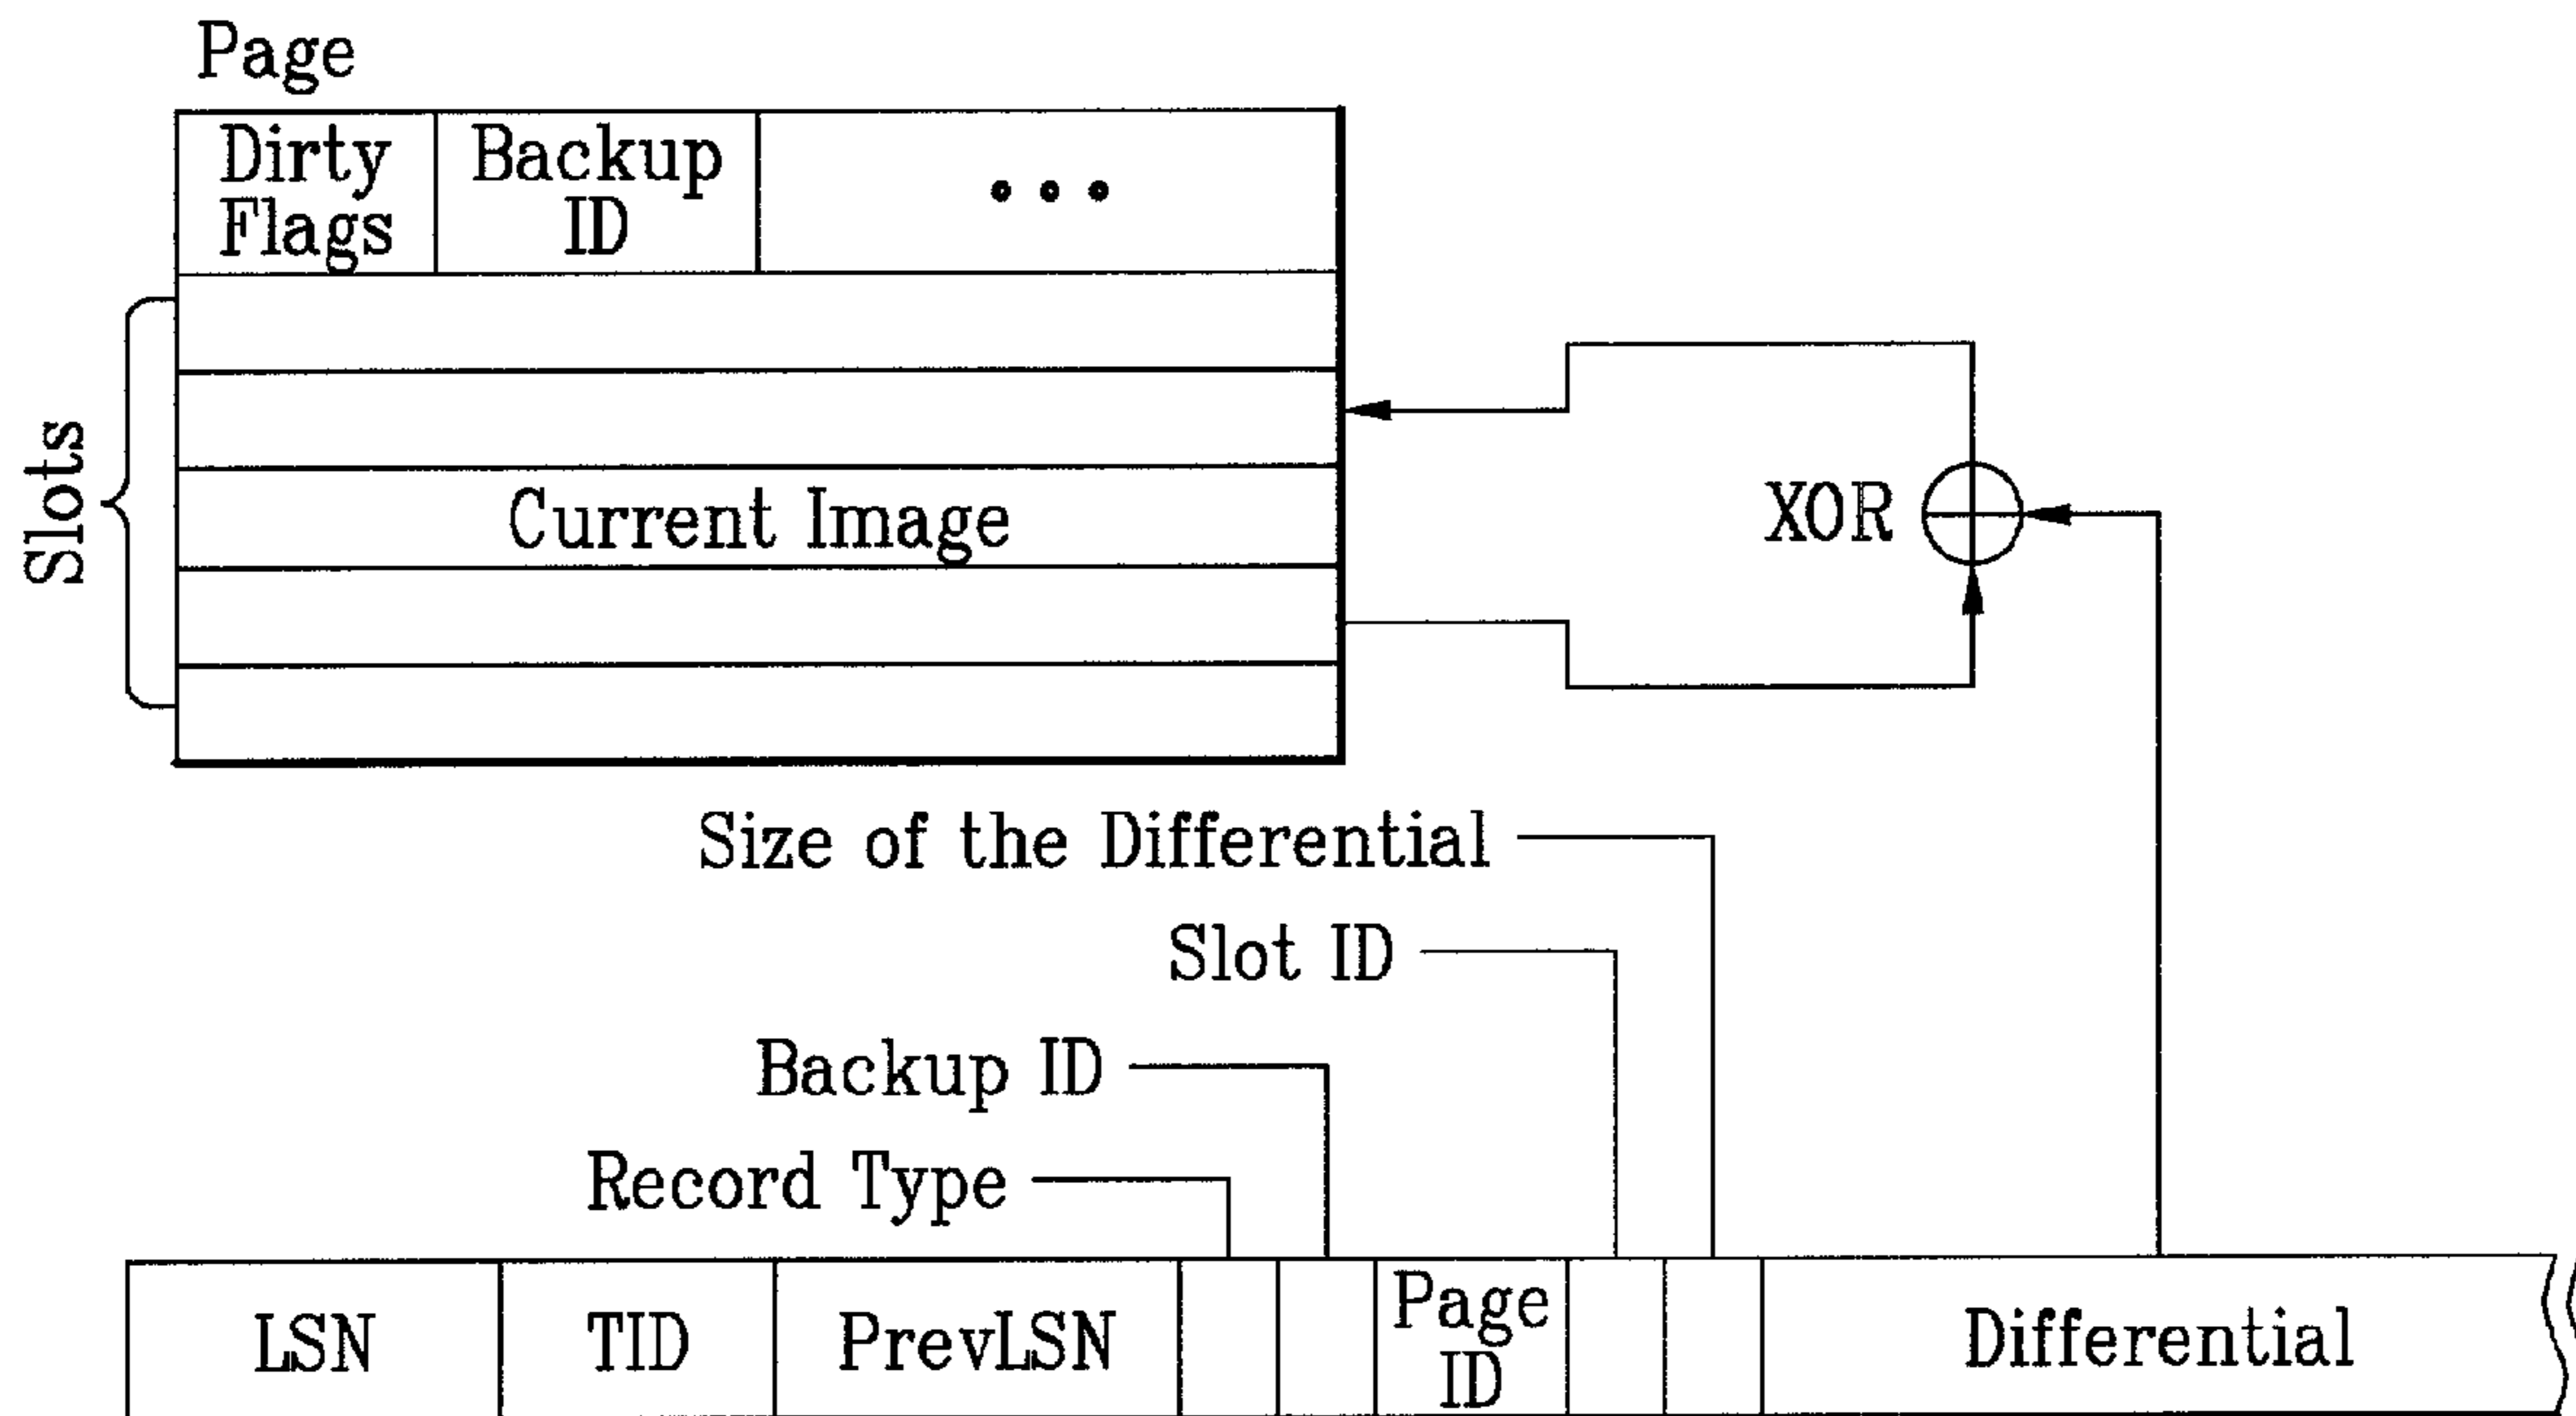 Page
Dirty
Flags
Backup
ID
• • •
Slots
Current Image
XOR
Size of the Differential
Slot ID
Backup ID
Record Type
LSN
TID
PrevLSN
Page
ID
Differential